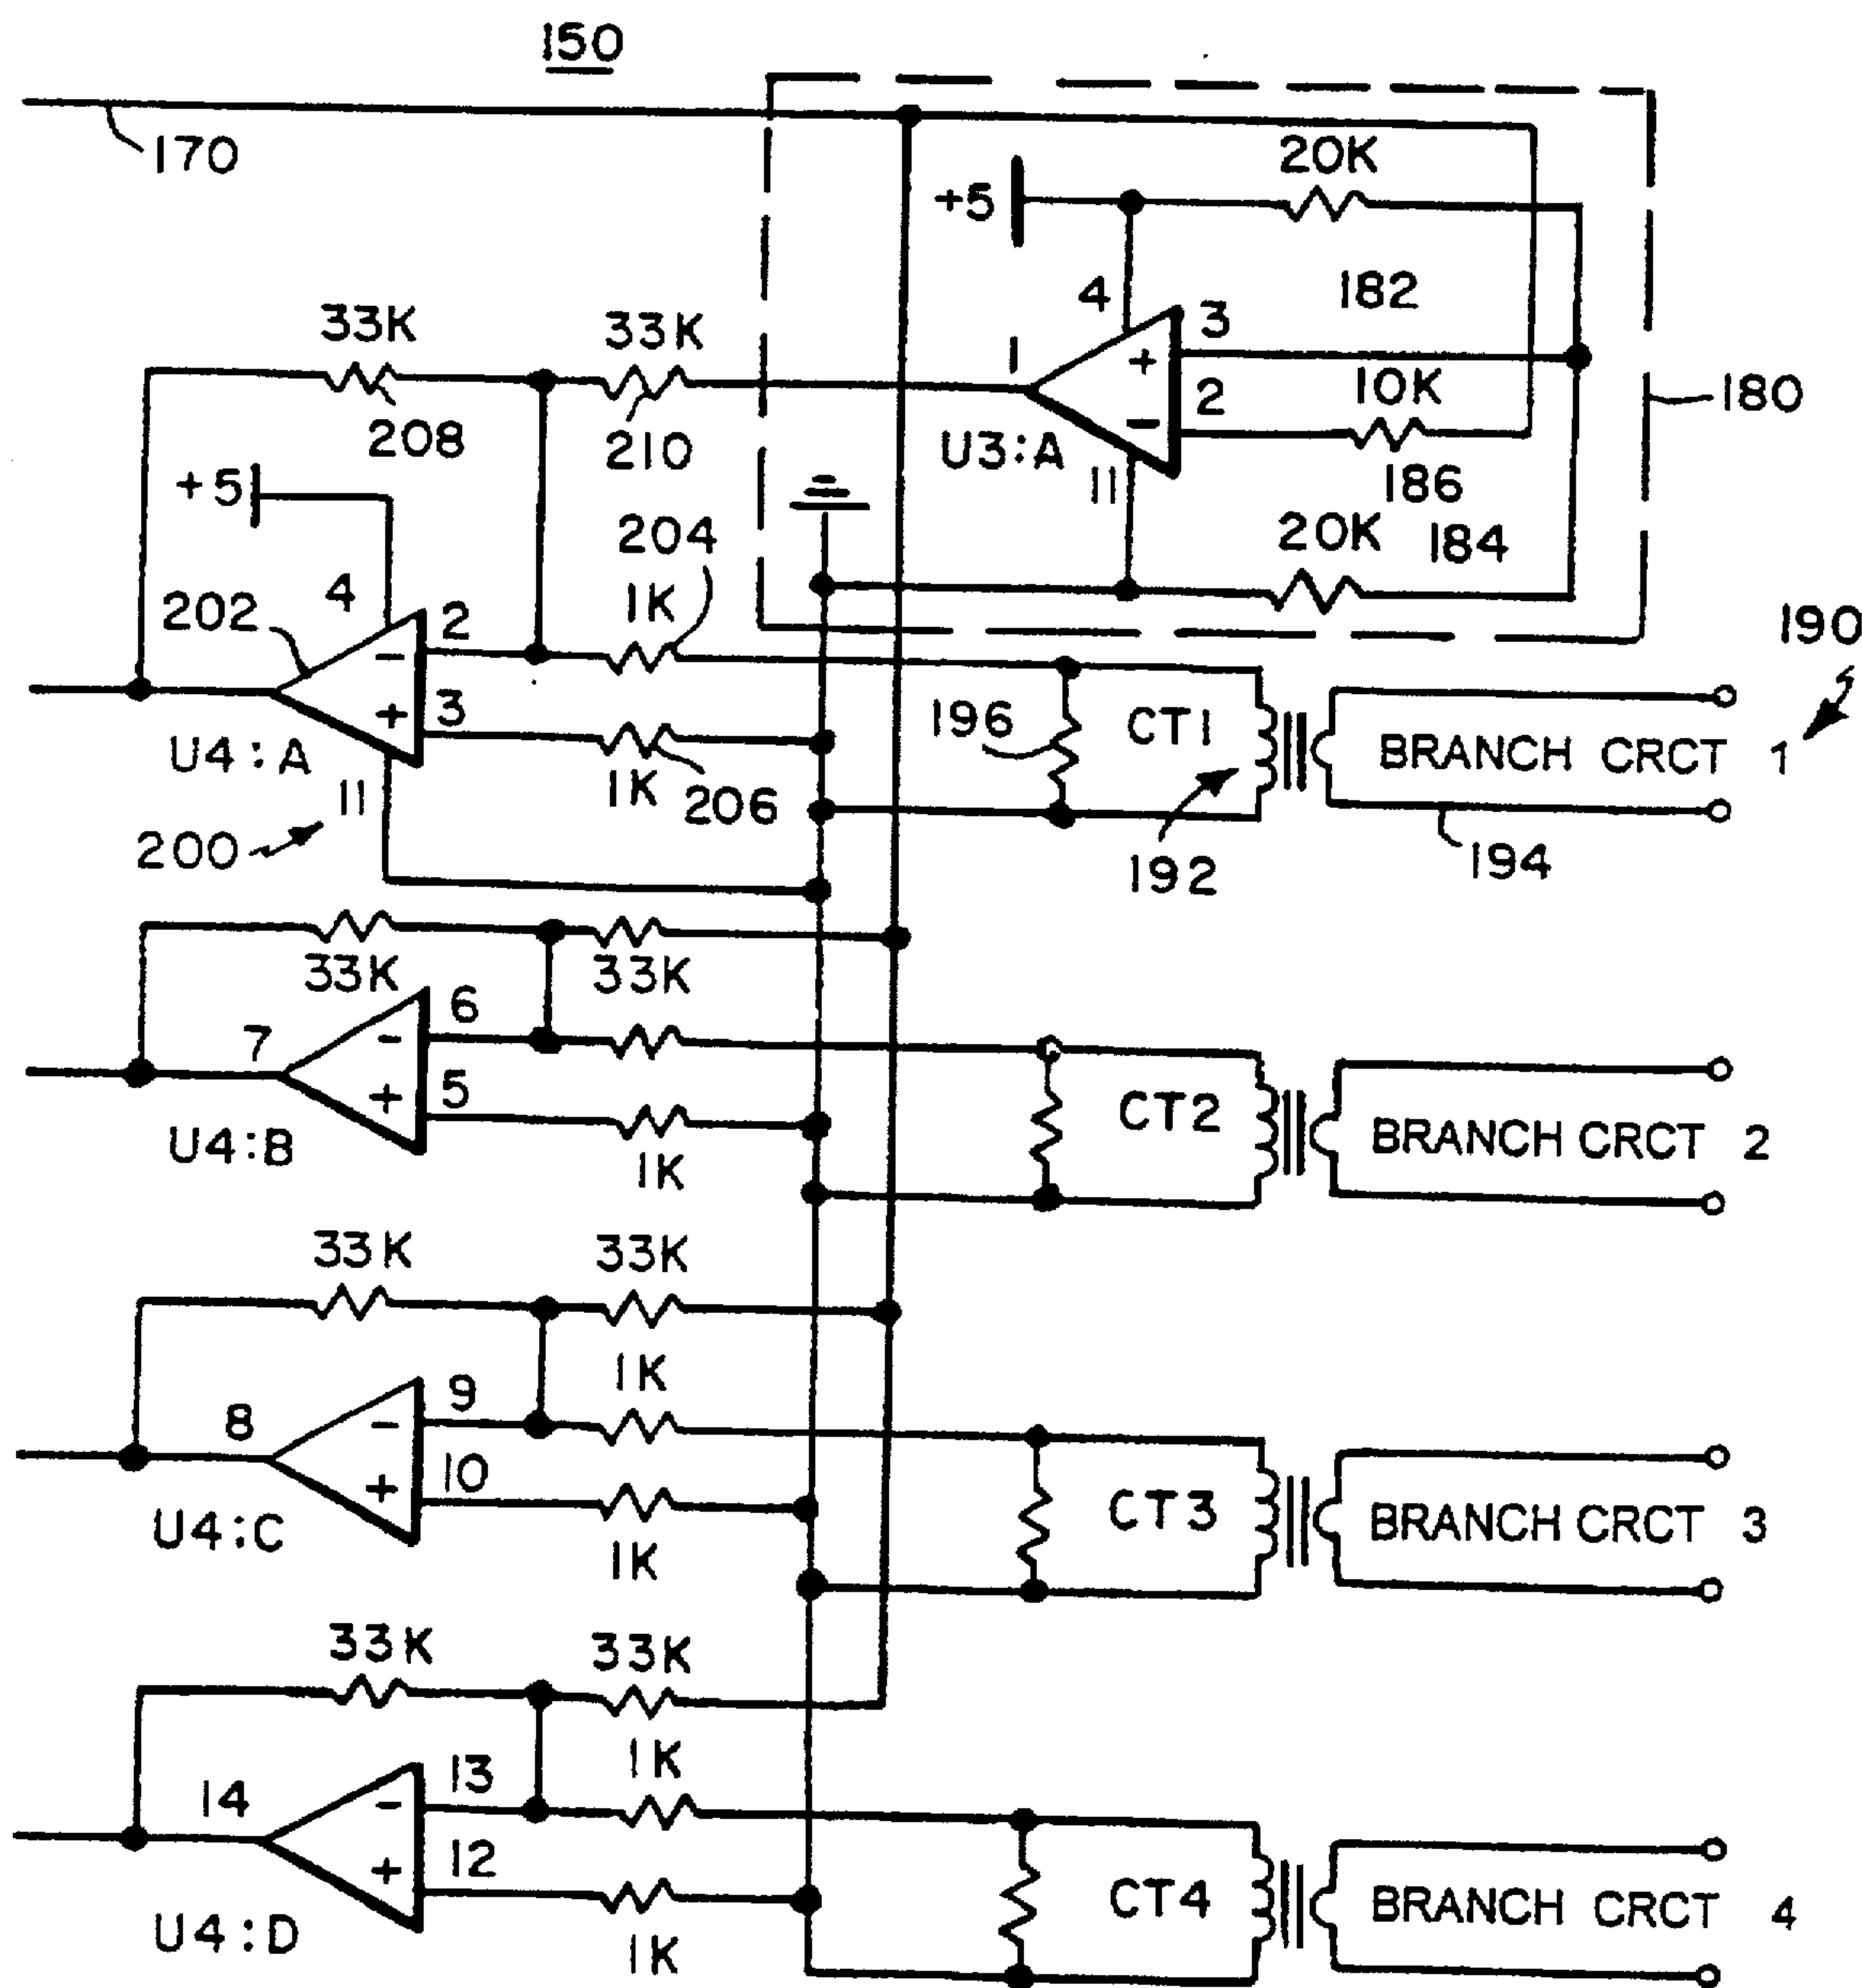 150
170
20K
+5
182
4
3
33K
33K
1
+
10K
180
2
208
210
U3:A
−
186
+5
11
204
20K
184
1K
190
202
4
2
−
3
196
CT1
+
BRANCH CRCT 1
U4:A
1K
206
11
200
192
194
33K
33K
6
7
−
5
CT2
+
BRANCH CRCT 2
U4:B
1K
33K
33K
1K
9
8
−
10
+
CT3
BRANCH CRCT 3
U4:C
1K
33K
33K
1K
13
14
−
12
+
CT4
BRANCH CRCT 4
U4:D
1K